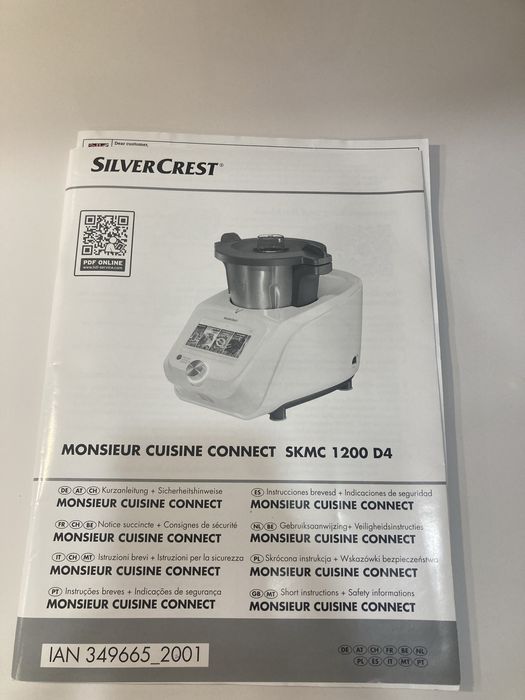 Dear customer,
SILVERCREST®
PDF ONLINE
www.lidl-service.com
MONSIEUR CUISINE CONNECT SKMC 1200 D4
DE AT CH Kurzanleitung + Sicherheitshinweise
MONSIEUR CUISINE CONNECT
FR CH BE Notice succincte + Consignes de sécurité
MONSIEUR CUISINE CONNECT
IT CH MT Istruzioni brevi + Istruzioni per la sicurezza
MONSIEUR CUISINE CONNECT
PT Instruções breves + Indicações de segurança
MONSIEUR CUISINE CONNECT
ES Instrucciones brevesd + Indicaciones de seguridad
MONSIEUR CUISINE CONNECT
NL BE Gebruiksaanwijzing+ Veiligheidsinstructies
MONSIEUR CUISINE CONNECT
PL Skrócona instrukcja + Wskazówki bezpieczeństwa
MONSIEUR CUISINE CONNECT
GB MT Short instructions + Safety informations
MONSIEUR CUISINE CONNECT
IAN 349665_2001
DE AT CH FR BE NL
PL ES IT MT PT